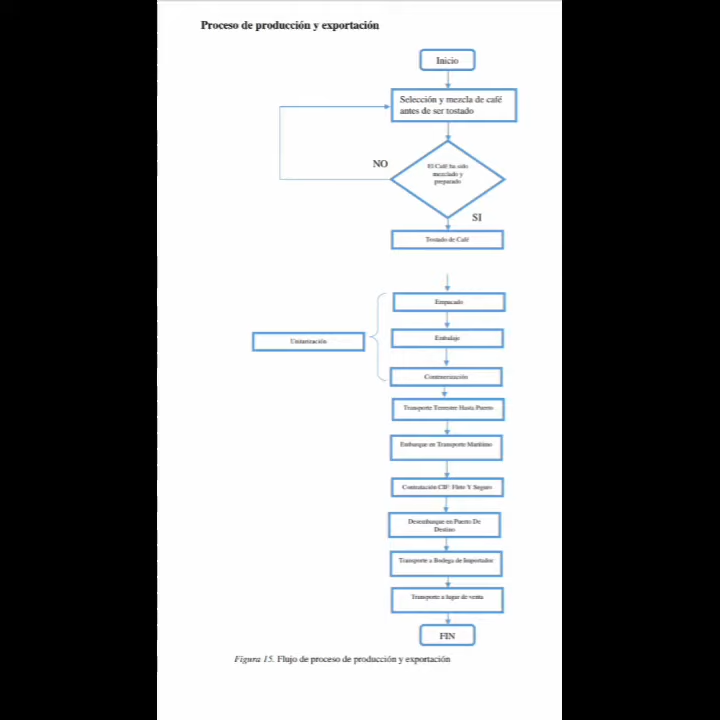 Proceso de producción y exportación
Inicio
Selección y mezcla de café
antes de ser tostado
NO
El Café ha sido
mezclado y
preparado
SI
Tostado de Café
Empacado
Unitarización
Embalaje
Contenerización
Transporte Terrestre Hasta Puerto
Embarque en Transporte Marítimo
Contratación CIF: Flete Y Seguro
Desembarque en Puerto De
Destino
Transporte a Bodega de Importador
Transporte a lugar de venta
FIN
Figura 15. Flujo de proceso de producción y exportación